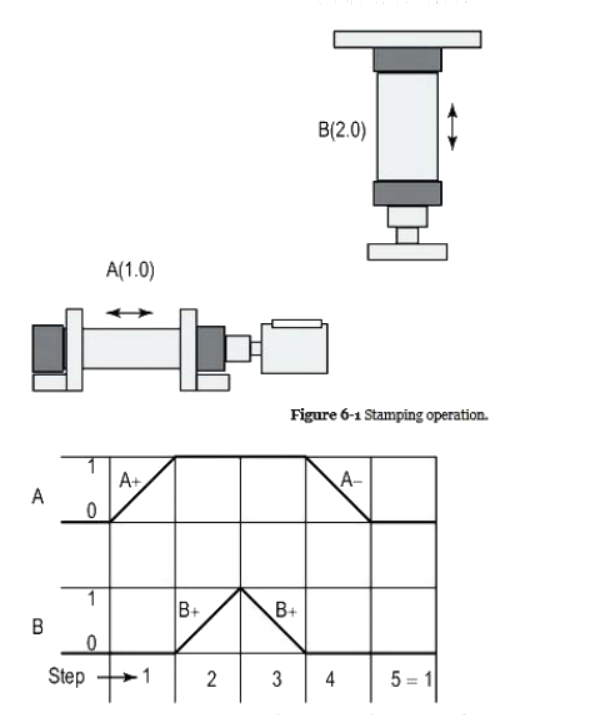 B(2.0)
A(1.0)
Figure 6-1 Stamping operation.
1
A+
A−
A
0
1
B+
B+
B
0
Step
1
2
3
4
5 = 1